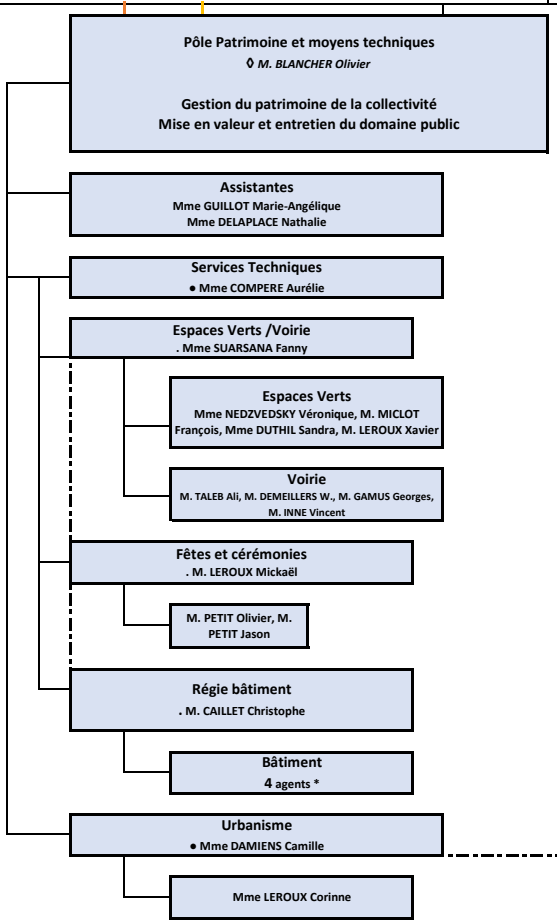 Pôle Patrimoine et moyens techniques
◊ M. BLANCHER Olivier
Gestion du patrimoine de la collectivité
Mise en valeur et entretien du domaine public
Assistantes
Mme GUILLOT Marie-Angélique
Mme DELAPLACE Nathalie
Services Techniques
● Mme COMPERE Aurélie
Espaces Verts /Voirie
. Mme SUARSANA Fanny
Espaces Verts
Mme NEDZVEDSKY Véronique, M. MICLOT
François, Mme DUTHIL Sandra, M. LEROUX Xavier
Voirie
M. TALEB Ali, M. DEMEILLERS W., M. GAMUS Georges,
M. INNE Vincent
Fêtes et cérémonies
. M. LEROUX Mickaël
M. PETIT Olivier, M.
PETIT Jason
Régie bâtiment
. M. CAILLET Christophe
Bâtiment
4 agents *
Urbanisme
● Mme DAMIENS Camille
Mme LEROUX Corinne